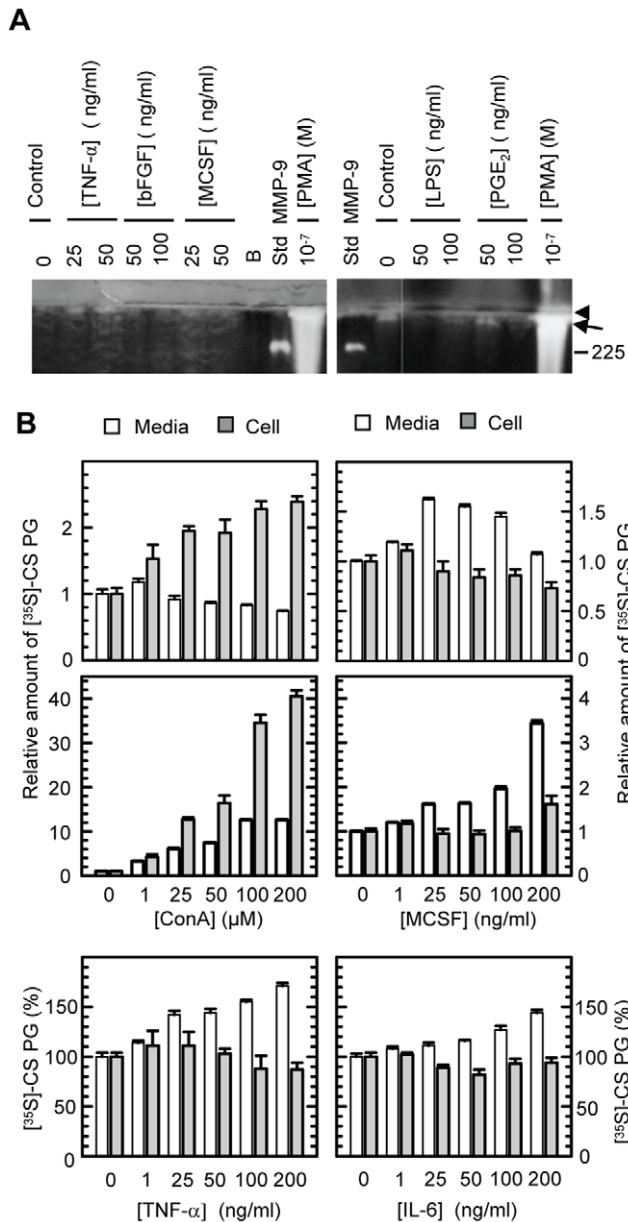 A
Control
[TNF-α] ( ng/ml)
[bFGF] ( ng/ml)
[MCSF] ( ng/ml)
MMP-9
[PMA] (M)
MMP-9
Control
[LPS] (ng/ml)
[PGE2] (ng/ml)
[PMA] (M)
0 25 50 50 100 25 50 B Std 10-7 Std 0 50 100 50 100 10-7
225
B
Media Cell Media Cell
Relative amount of [35S]-CS PG
2
1
0
1.5
1.0
0.5
0
Relative amount of [35S]-CS PG
40
30
20
10
0
4
3
2
1
0
0 1 25 50 100 200 0 1 25 50 100 200
[ConA] (µM) [MCSF] (ng/ml)
[35S]-CS PG (%)
150
100
50
0
150
100
50
0
[35S]-CS PG (%)
0 1 25 50 100 200 0 1 25 50 100 200
[TNF-α] (ng/ml) [IL-6] (ng/ml)